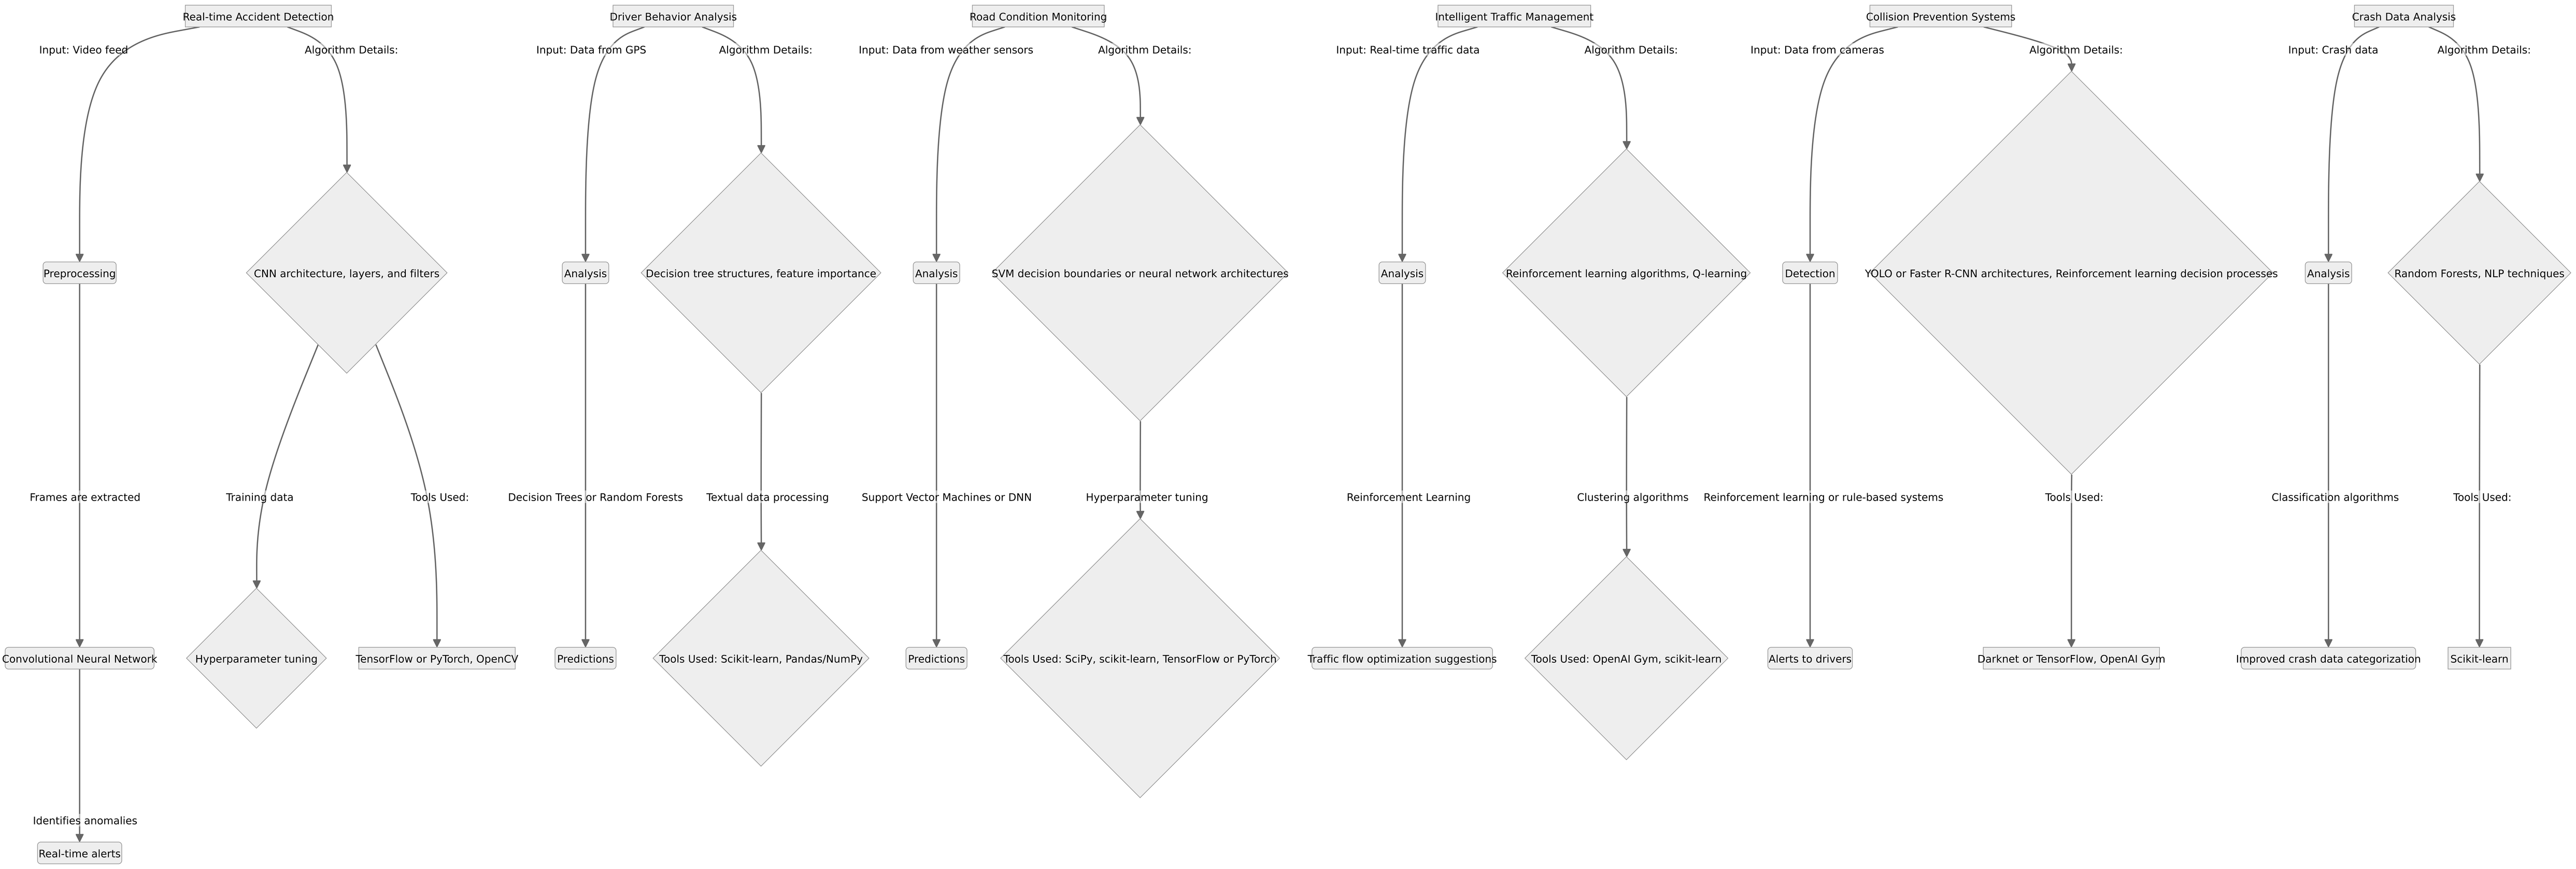 Real-time Accident Detection
Driver Behavior Analysis
Road Condition Monitoring
Intelligent Traffic Management
Collision Prevention Systems
Crash Data Analysis
Input: Video feed
Algorithm Details:
Input: Data from GPS
Algorithm Details:
Input: Data from weather sensors
Algorithm Details:
Input: Real-time traffic data
Algorithm Details:
Input: Data from cameras
Algorithm Details:
Input: Crash data
Algorithm Details:
Preprocessing
CNN architecture, layers, and filters
Analysis
Decision tree structures, feature importance
Analysis
SVM decision boundaries or neural network architectures
Analysis
Reinforcement learning algorithms, Q-learning
Detection
YOLO or Faster R-CNN architectures, Reinforcement learning decision processes
Analysis
Random Forests, NLP techniques
Frames are extracted
Training data
Tools Used:
Decision Trees or Random Forests
Textual data processing
Support Vector Machines or DNN
Hyperparameter tuning
Reinforcement Learning
Clustering algorithms
Reinforcement learning or rule-based systems
Tools Used:
Classification algorithms
Tools Used:
Convolutional Neural Network
Hyperparameter tuning
TensorFlow or PyTorch, OpenCV
Predictions
Tools Used: Scikit-learn, Pandas/NumPy
Predictions
Tools Used: SciPy, scikit-learn, TensorFlow or PyTorch
Traffic flow optimization suggestions
Tools Used: OpenAI Gym, scikit-learn
Alerts to drivers
Darknet or TensorFlow, OpenAI Gym
Improved crash data categorization
Scikit-learn
Identifies anomalies
Real-time alerts